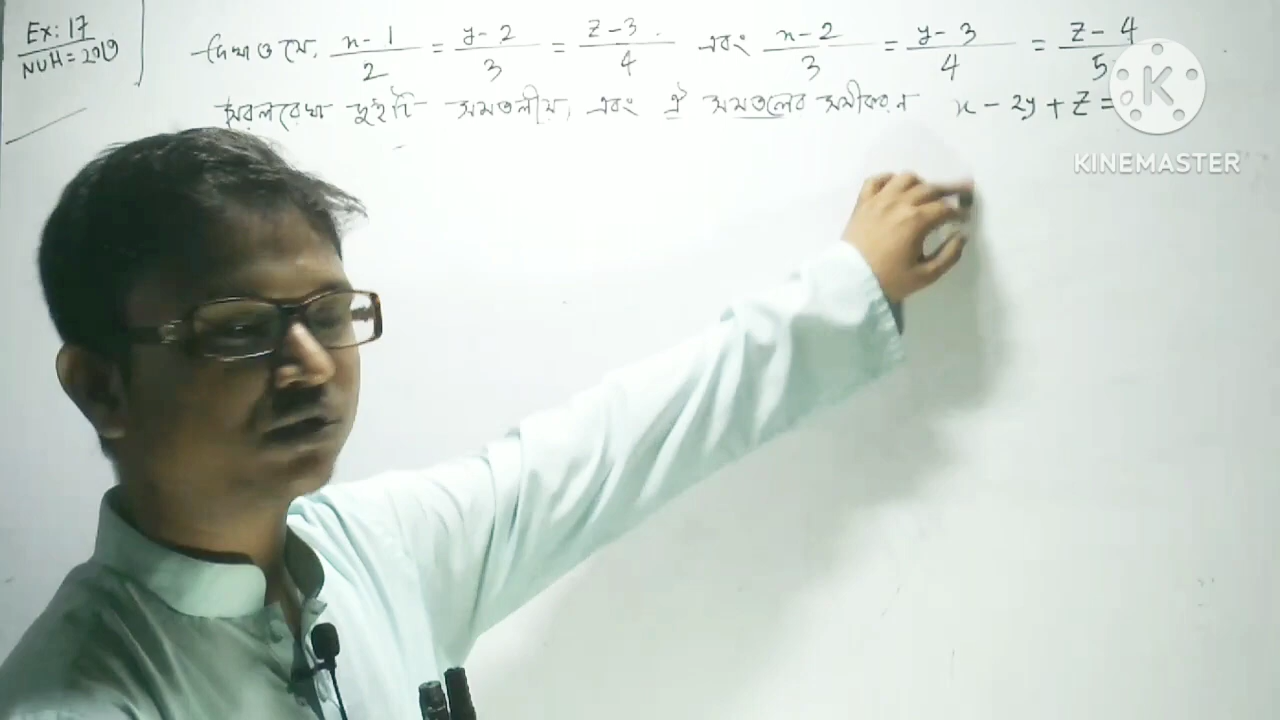 Ex: 17
NUH = 2010
দেখাও যে, x-1/2 = y-2/3 = z-3/4 এবং x-2/3 = y-3/4 = z-4/5
সরলরেখা দুইটি সমতলীয়, এবং ঐ সমতলের সমীকরণ x - 2y + z =
KINEMASTER